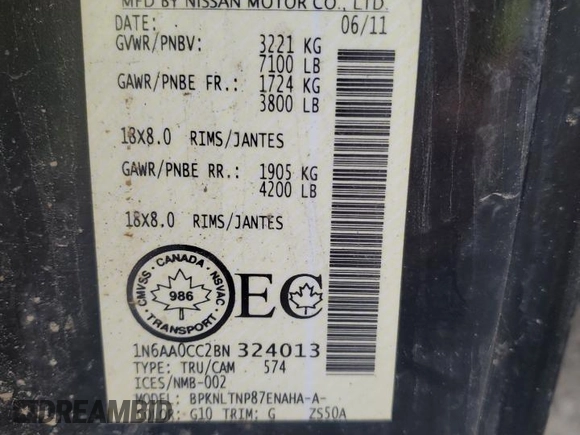 MFD BY NISSAN MOTOR CO., LTD.
DATE: 06/11
GVWR/PNBV: 3221 KG
7100 LB
GAWR/PNBE FR.: 1724 KG
3800 LB
18X8.0 RIMS/JANTES
GAWR/PNBE RR.: 1905 KG
4200 LB
18X8.0 RIMS/JANTES
CANADA
CMVSS NSVAC
986
TRANSPORT
EC
1N6AA0CC2BN 324013
TYPE: TRU/CAM 574
ICES/NMB-002
MODEL: BPKNLTNP87ENAHA-A-
G10 TRIM: G ZS50A
REVEAL.AUTO